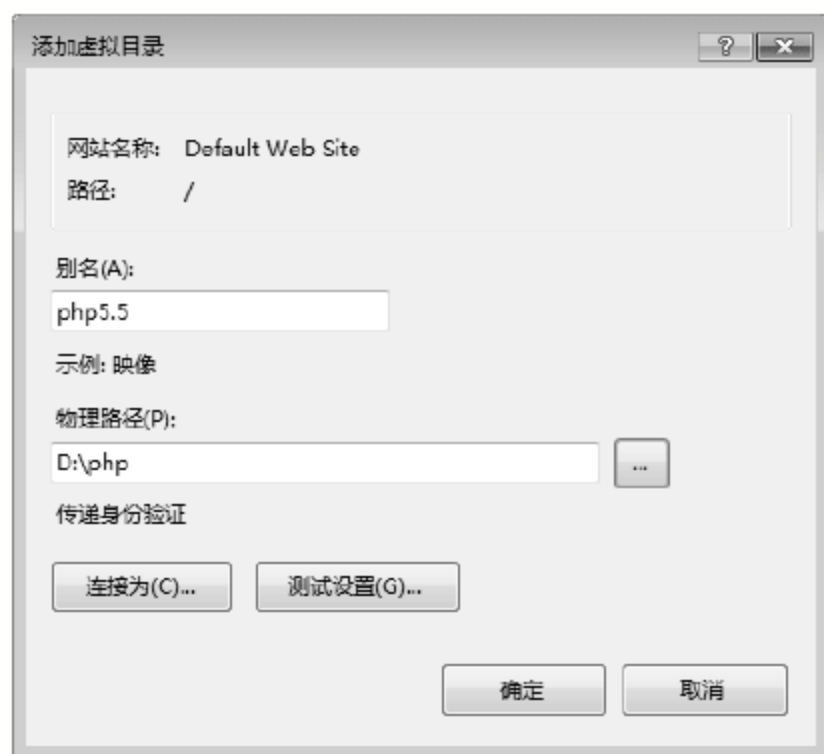 添加虚拟目录
网站名称: Default Web Site
路径: /
别名(A):
php5.5
示例: 映像
物理路径(P):
D:\php
...
传递身份验证
连接为(C)... 测试设置(G)...
确定 取消